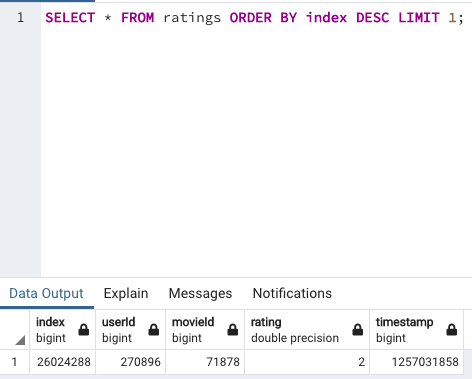 1 SELECT * FROM ratings ORDER BY index DESC LIMIT 1;
Data Output Explain Messages Notifications
index userId movieId rating timestamp
bigint bigint bigint double precision bigint
1 26024288 270896 71878 2 1257031858